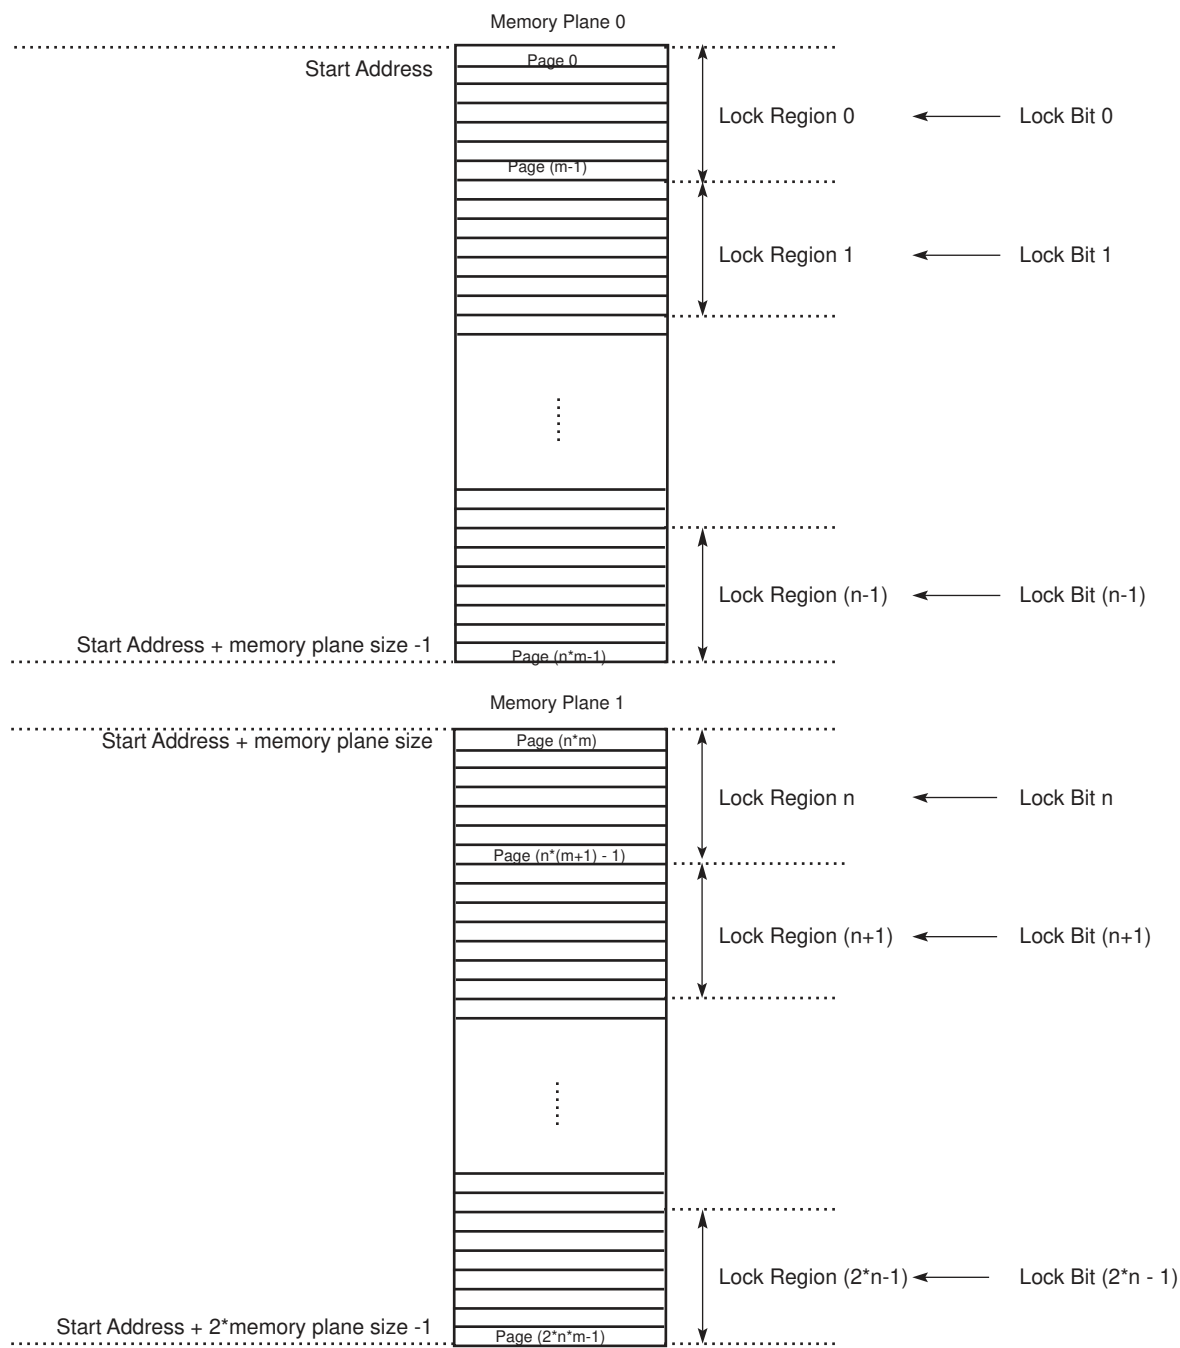 Memory Plane 0
Start Address
Page 0
Lock Region 0
Lock Bit 0
Page (m-1)
Lock Region 1
Lock Bit 1
Lock Region (n-1)
Lock Bit (n-1)
Start Address + memory plane size -1
Page (n*m-1)
Memory Plane 1
Start Address + memory plane size
Page (n*m)
Lock Region n
Lock Bit n
Page (n*(m+1) - 1)
Lock Region (n+1)
Lock Bit (n+1)
Lock Region (2*n-1)
Lock Bit (2*n - 1)
Start Address + 2*memory plane size -1
Page (2*n*m-1)